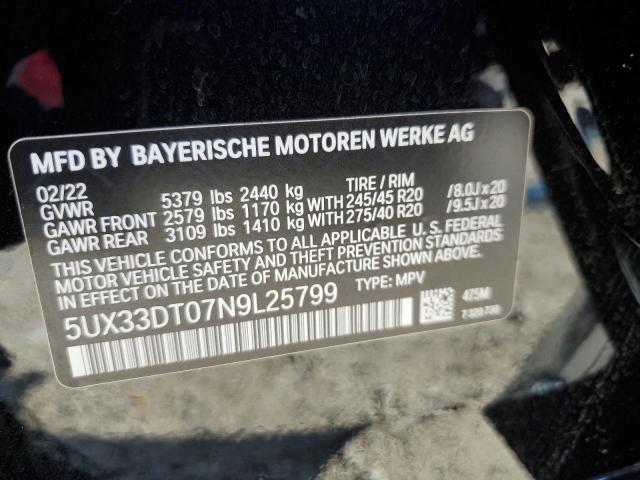 MFD BY BAYERISCHE MOTOREN WERKE AG
02/22
GVWR 5379 lbs 2440 kg TIRE / RIM
GAWR FRONT 2579 lbs 1170 kg WITH 245/45 R20 /8.0J x 20
GAWR REAR 3109 lbs 1410 kg WITH 275/40 R20 /9.5J x 20
THIS VEHICLE CONFORMS TO ALL APPLICABLE U. S. FEDERAL
MOTOR VEHICLE SAFETY AND THEFT PREVENTION STANDARDS
IN EFFECT ON THE DATE OF MANUFACTURE SHOWN ABOVE.
5UX33DT07N9L25799 TYPE: MPV 475M